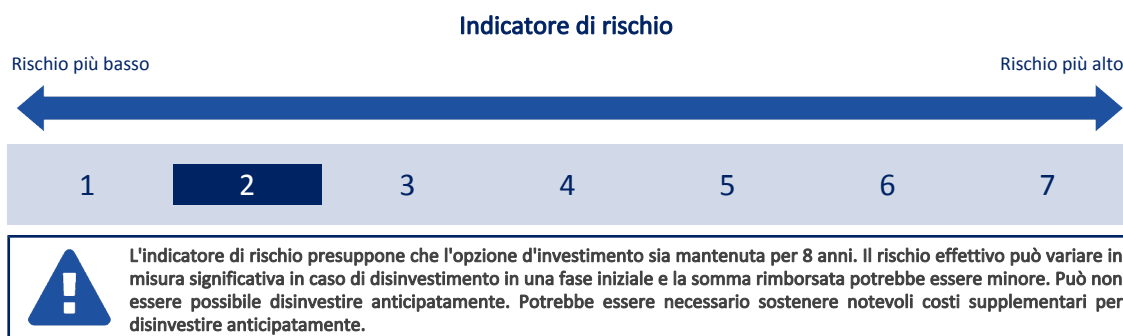 Indicatore di rischio
Rischio più basso
Rischio più alto
1 2 3 4 5 6 7
L'indicatore di rischio presuppone che l'opzione d'investimento sia mantenuta per 8 anni. Il rischio effettivo può variare in
misura significativa in caso di disinvestimento in una fase iniziale e la somma rimborsata potrebbe essere minore. Può non
essere possibile disinvestire anticipatamente. Potrebbe essere necessario sostenere notevoli costi supplementari per
disinvestire anticipatamente.